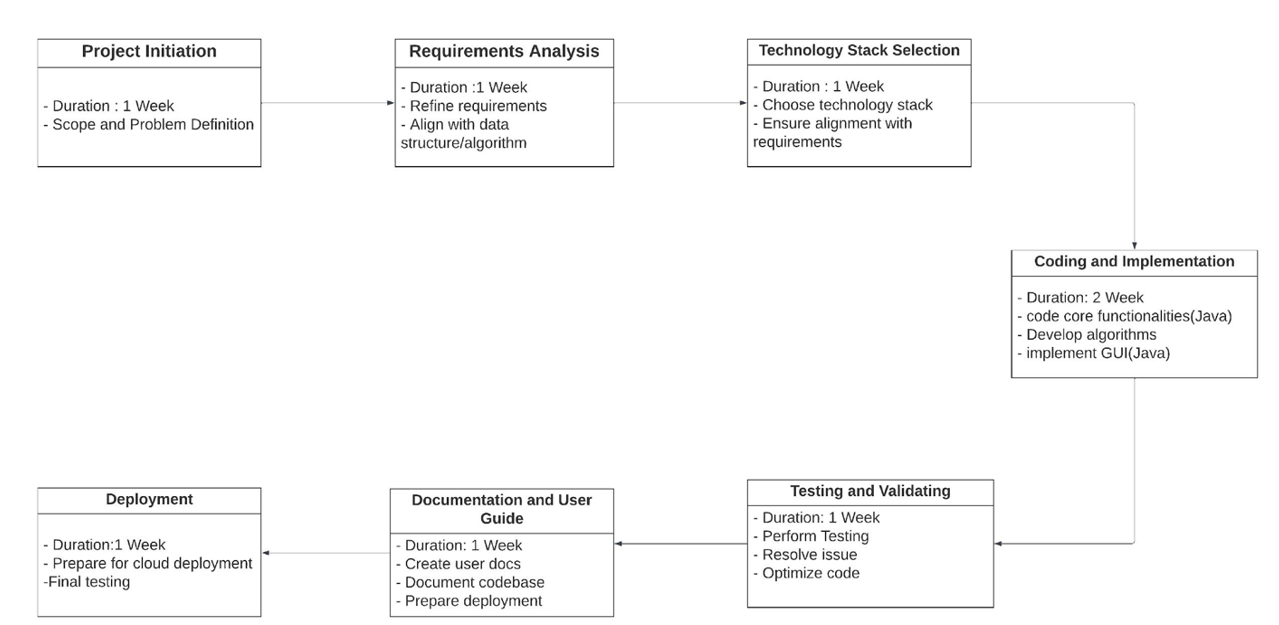 Project Initiation
- Duration : 1 Week
- Scope and Problem Definition
Requirements Analysis
- Duration :1 Week
- Refine requirements
- Align with data
structure/algorithm
Technology Stack Selection
- Duration : 1 Week
- Choose technology stack
- Ensure alignment with
requirements
Coding and Implementation
- Duration: 2 Week
- code core functionalities(Java)
- Develop algorithms
- implement GUI(Java)
Testing and Validating
- Duration: 1 Week
- Perform Testing
- Resolve issue
- Optimize code
Documentation and User
Guide
- Duration: 1 Week
- Create user docs
- Document codebase
- Prepare deployment
Deployment
- Duration:1 Week
- Prepare for cloud deployment
-Final testing